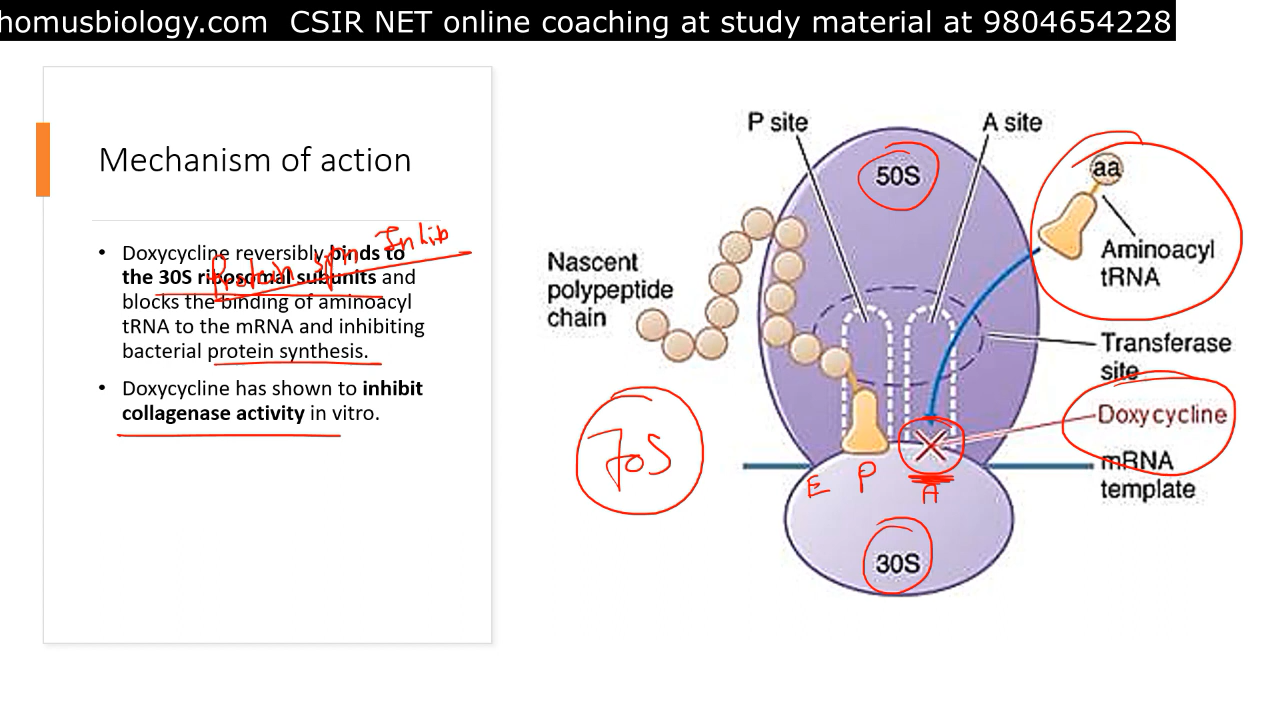 homusbiology.com CSIR NET online coaching at study material at 9804654228
Mechanism of action
• Doxycycline reversibly binds to
the 30S ribosomal subunits and
blocks the binding of aminoacyl
tRNA to the mRNA and inhibiting
bacterial protein synthesis.
• Doxycycline has shown to inhibit
collagenase activity in vitro.
Protein syn Inhib
P site
A site
50S
aa
Aminoacyl
tRNA
Nascent
polypeptide
chain
Transferase
site
Doxycycline
mRNA
template
70S
E P A
30S